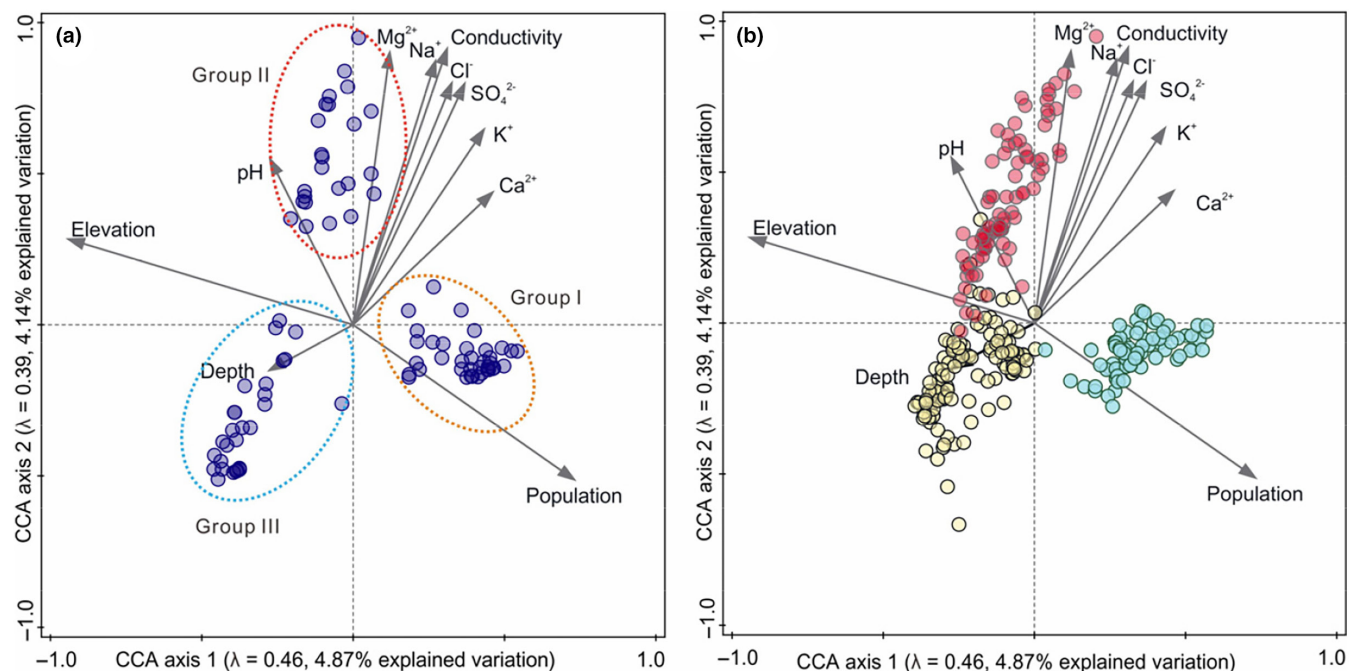 (a)
1.0
Group II
Mg²⁺
Na⁺
Conductivity
Cl⁻
SO₄²⁻
K⁺
pH
Ca²⁺
Elevation
Group I
Depth
Population
Group III
CCA axis 2 (λ = 0.39, 4.14% explained variation)
−1.0
−1.0
CCA axis 1 (λ = 0.46, 4.87% explained variation)
1.0
(b)
1.0
Mg²⁺
Na⁺
Conductivity
Cl⁻
SO₄²⁻
K⁺
pH
Ca²⁺
Elevation
Depth
Population
CCA axis 2 (λ = 0.39, 4.14% explained variation)
−1.0
−1.0
CCA axis 1 (λ = 0.46, 4.87% explained variation)
1.0